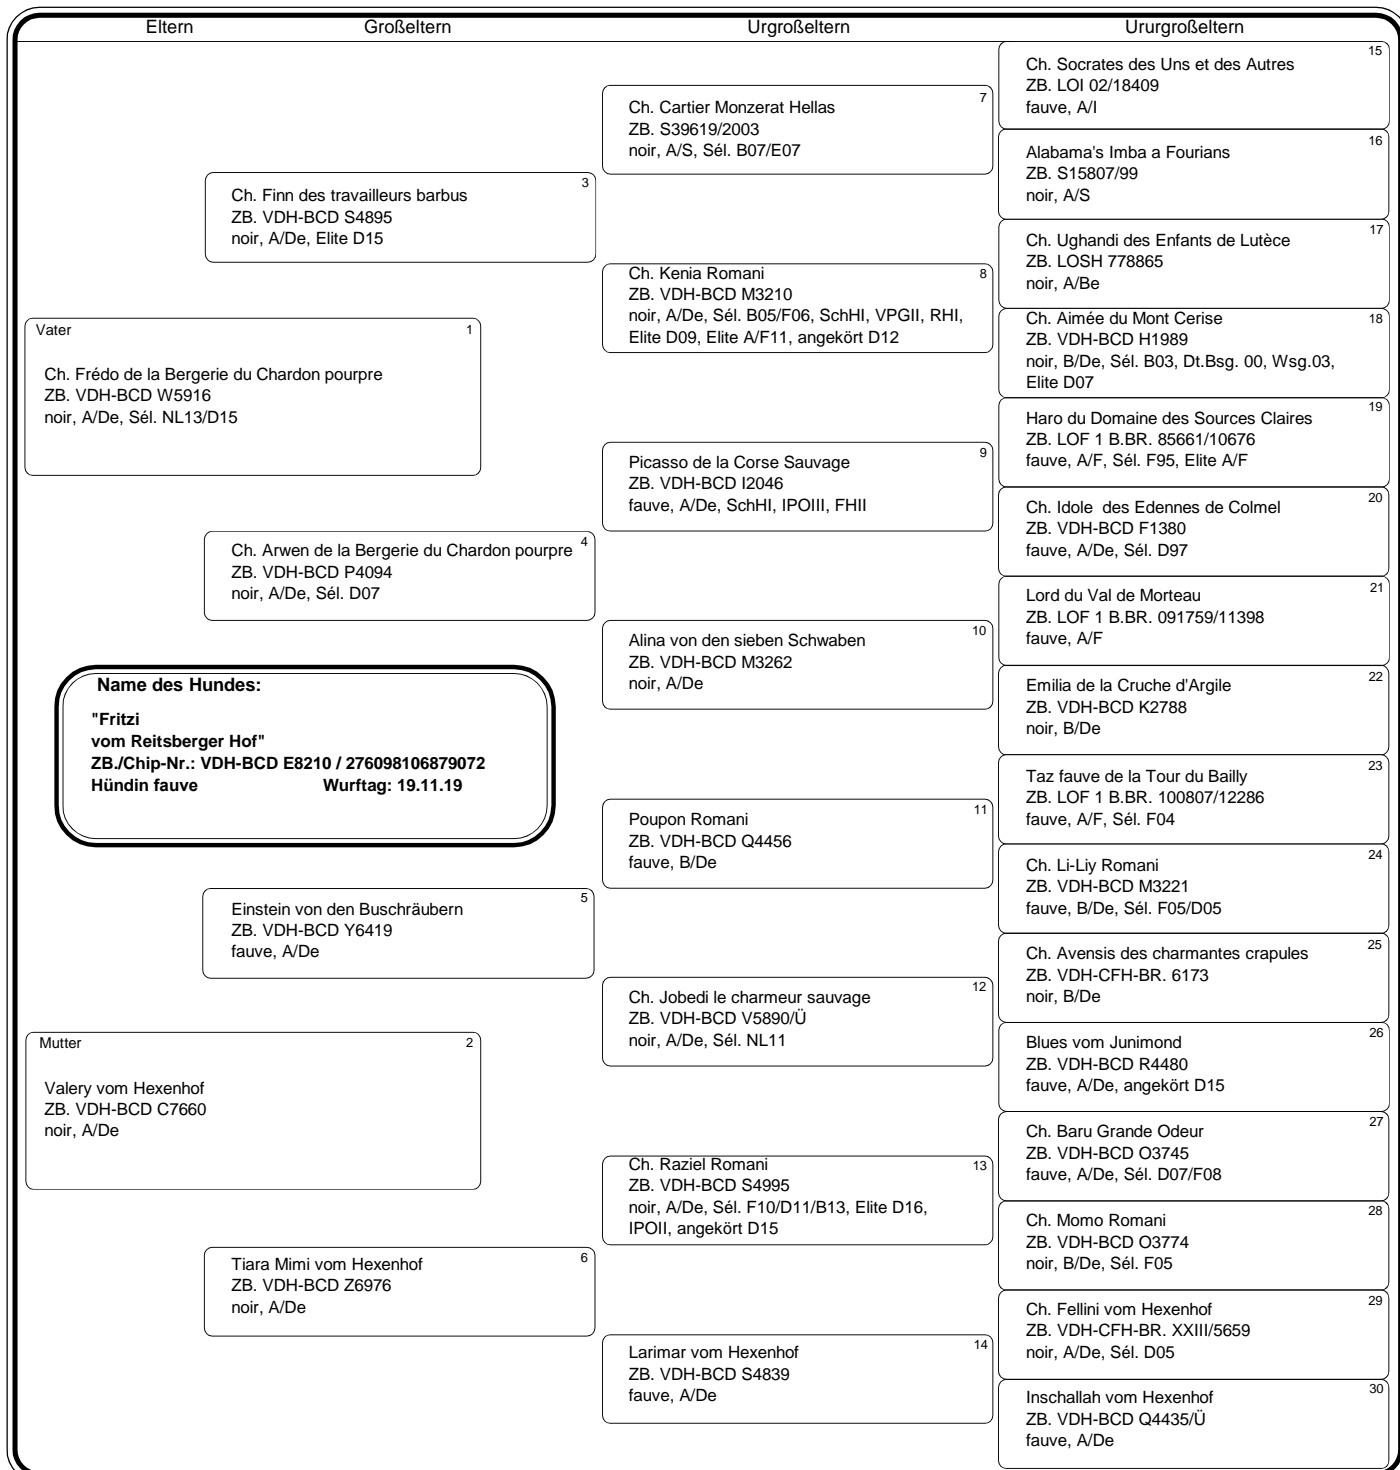 Eltern
Großeltern
Urgroßeltern
Ururgroßeltern
Vater 1
Ch. Frédo de la Bergerie du Chardon pourpre
ZB. VDH-BCD W5916
noir, A/De, Sél. NL13/D15
Name des Hundes:
"Fritzi
vom Reitsberger Hof"
ZB./Chip-Nr.: VDH-BCD E8210 / 276098106879072
Hündin fauve Wurftag: 19.11.19
Mutter 2
Valery vom Hexenhof
ZB. VDH-BCD C7660
noir, A/De
3
Ch. Finn des travailleurs barbus
ZB. VDH-BCD S4895
noir, A/De, Elite D15
4
Ch. Arwen de la Bergerie du Chardon pourpre
ZB. VDH-BCD P4094
noir, A/De, Sél. D07
5
Einstein von den Buschräubern
ZB. VDH-BCD Y6419
fauve, A/De
6
Tiara Mimi vom Hexenhof
ZB. VDH-BCD Z6976
noir, A/De
7
Ch. Cartier Monzerat Hellas
ZB. S39619/2003
noir, A/S, Sél. B07/E07
8
Ch. Kenia Romani
ZB. VDH-BCD M3210
noir, A/De, Sél. B05/F06, SchHI, VPGII, RHI,
Elite D09, Elite A/F11, angekört D12
9
Picasso de la Corse Sauvage
ZB. VDH-BCD I2046
fauve, A/De, SchHI, IPOIII, FHII
10
Alina von den sieben Schwaben
ZB. VDH-BCD M3262
noir, A/De
11
Poupon Romani
ZB. VDH-BCD Q4456
fauve, B/De
12
Ch. Jobedi le charmeur sauvage
ZB. VDH-BCD V5890/Ü
noir, A/De, Sél. NL11
13
Ch. Raziel Romani
ZB. VDH-BCD S4995
noir, A/De, Sél. F10/D11/B13, Elite D16,
IPOII, angekört D15
14
Larimar vom Hexenhof
ZB. VDH-BCD S4839
fauve, A/De
15
Ch. Socrates des Uns et des Autres
ZB. LOI 02/18409
fauve, A/I
16
Alabama's Imba a Fourians
ZB. S15807/99
noir, A/S
17
Ch. Ughandi des Enfants de Lutèce
ZB. LOSH 778865
noir, A/Be
18
Ch. Aimée du Mont Cerise
ZB. VDH-BCD H1989
noir, B/De, Sél. B03, Dt.Bsg. 00, Wsg.03,
Elite D07
19
Haro du Domaine des Sources Claires
ZB. LOF 1 B.BR. 85661/10676
fauve, A/F, Sél. F95, Elite A/F
20
Ch. Idole des Edennes de Colmel
ZB. VDH-BCD F1380
fauve, A/De, Sél. D97
21
Lord du Val de Morteau
ZB. LOF 1 B.BR. 091759/11398
fauve, A/F
22
Emilia de la Cruche d'Argile
ZB. VDH-BCD K2788
noir, B/De
23
Taz fauve de la Tour du Bailly
ZB. LOF 1 B.BR. 100807/12286
fauve, A/F, Sél. F04
24
Ch. Li-Liy Romani
ZB. VDH-BCD M3221
fauve, B/De, Sél. F05/D05
25
Ch. Avensis des charmantes crapules
ZB. VDH-CFH-BR. 6173
noir, B/De
26
Blues vom Junimond
ZB. VDH-BCD R4480
fauve, A/De, angekört D15
27
Ch. Baru Grande Odeur
ZB. VDH-BCD O3745
fauve, A/De, Sél. D07/F08
28
Ch. Momo Romani
ZB. VDH-BCD O3774
noir, B/De, Sél. F05
29
Ch. Fellini vom Hexenhof
ZB. VDH-CFH-BR. XXIII/5659
noir, A/De, Sél. D05
30
Inschallah vom Hexenhof
ZB. VDH-BCD Q4435/Ü
fauve, A/De